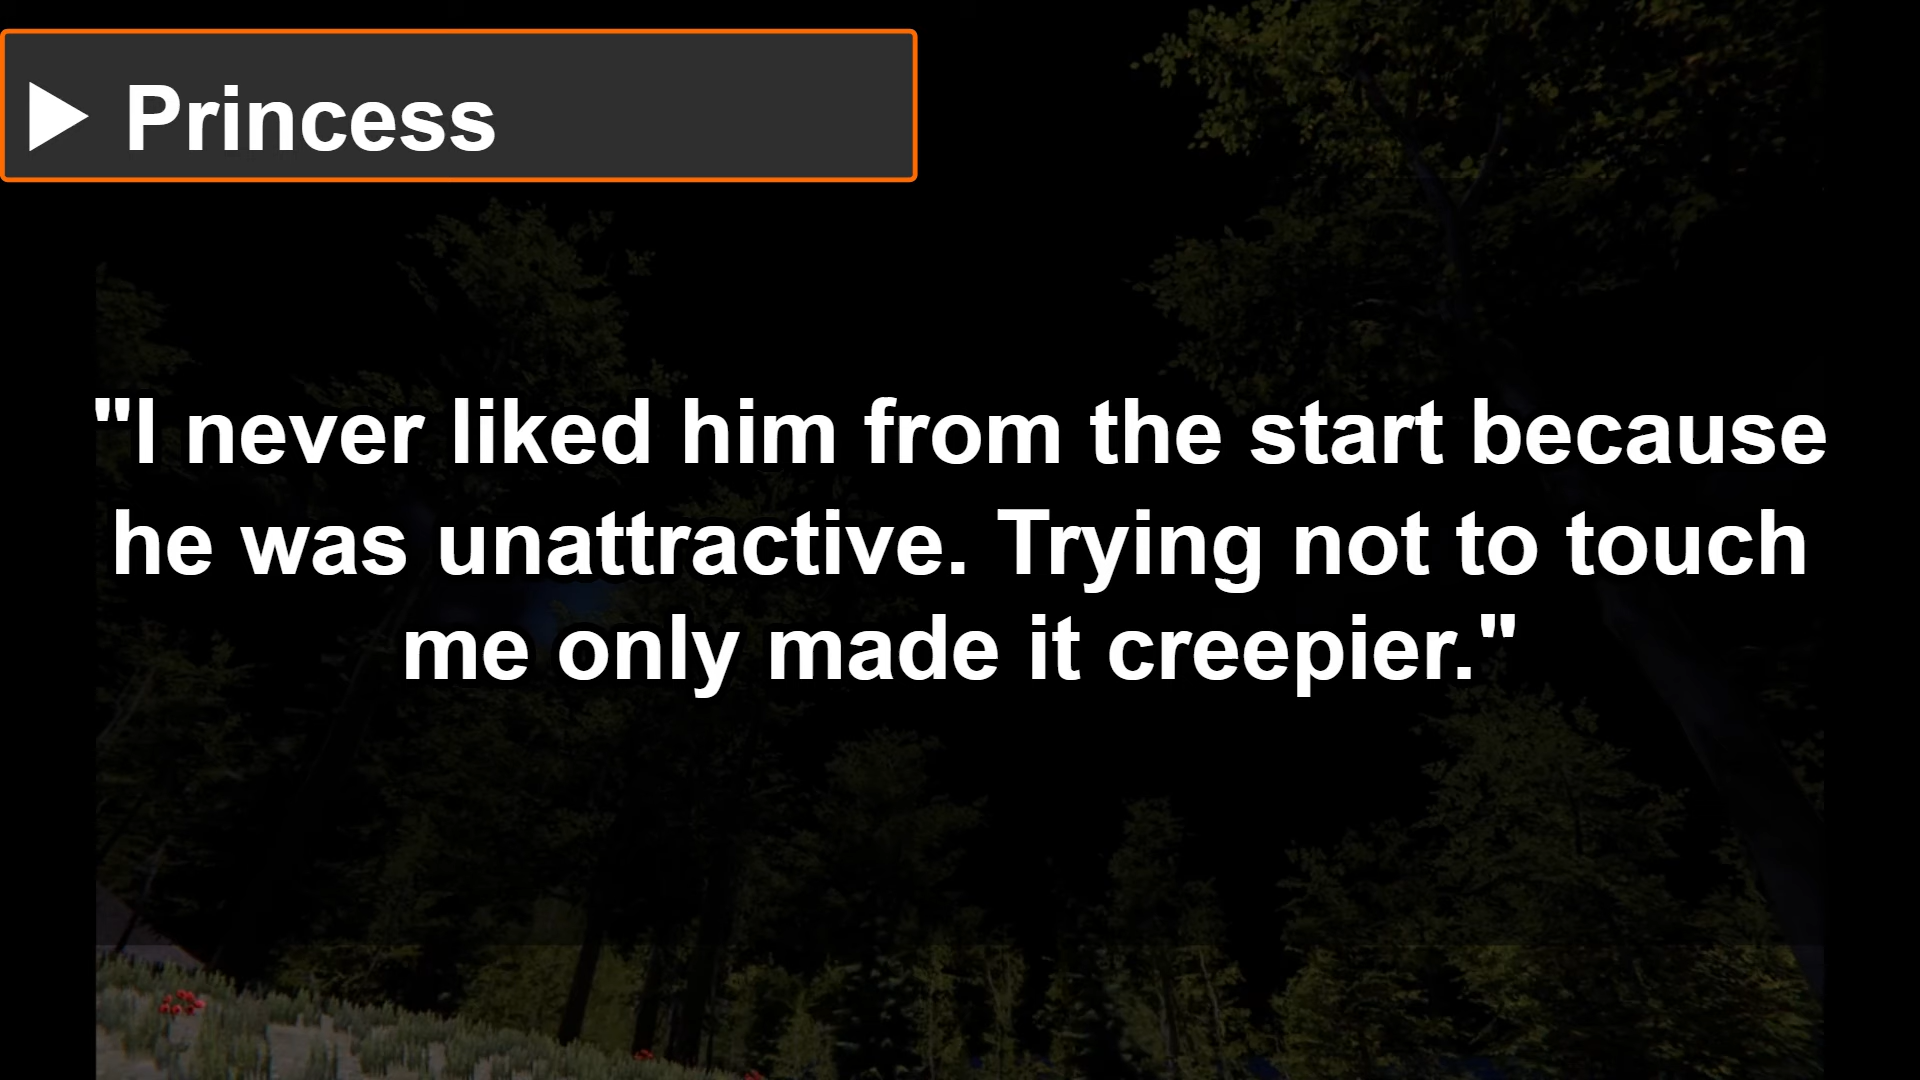 Princess
"I never liked him from the start because
he was unattractive. Trying not to touch
me only made it creepier."